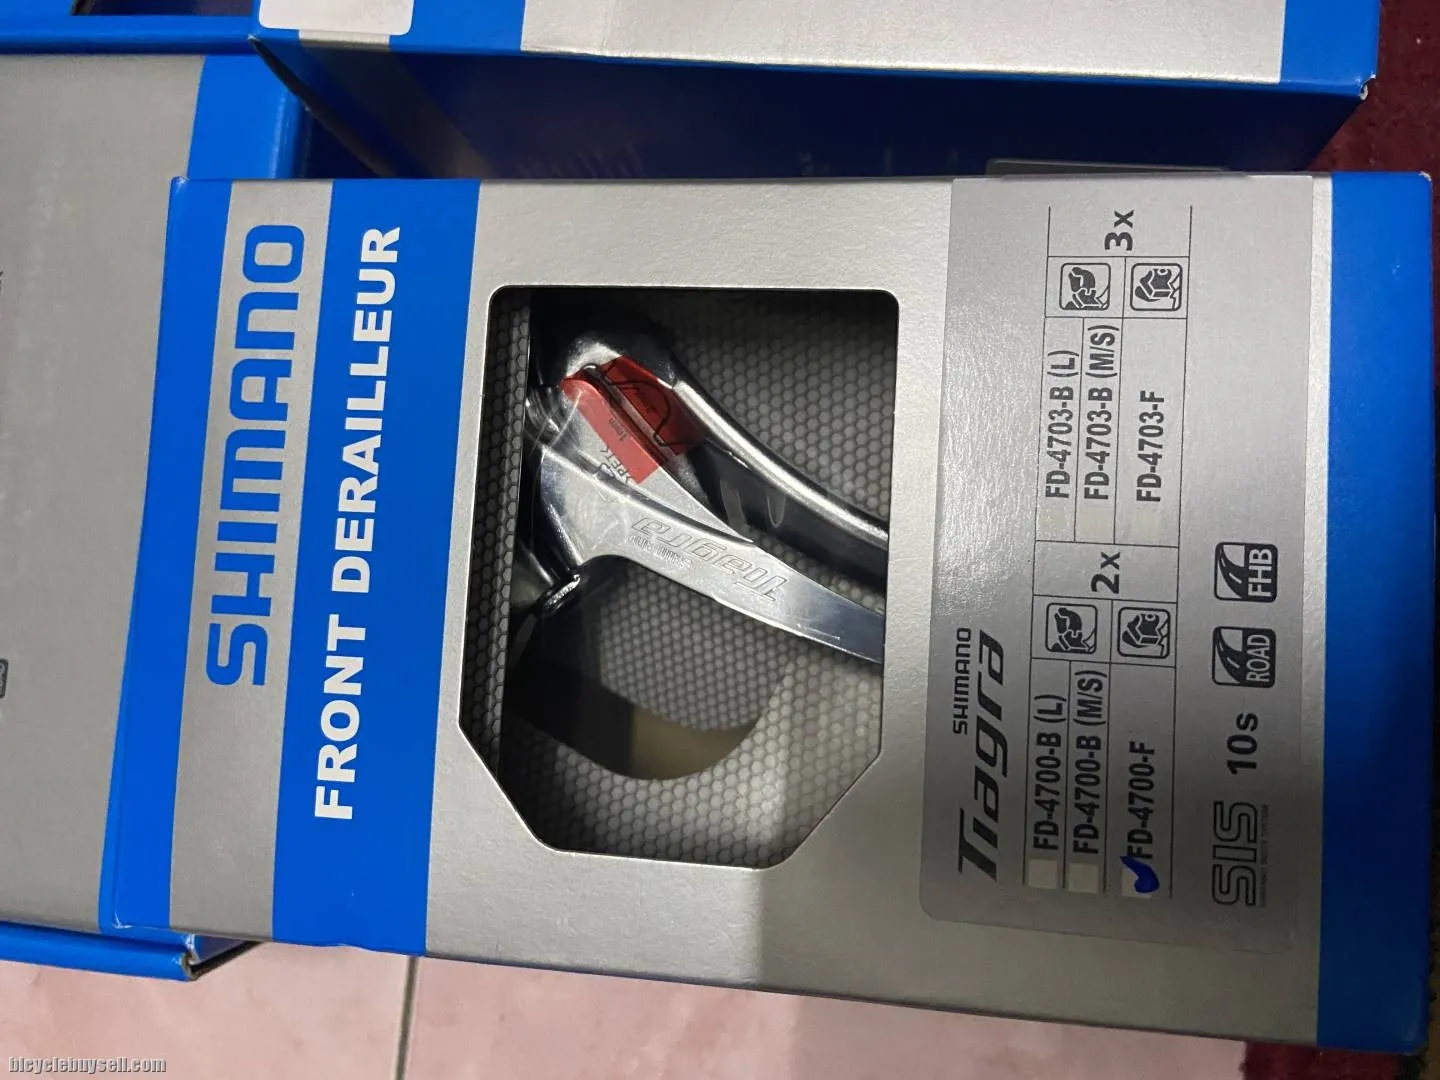 SHIMANO
FRONT DERAILLEUR
1mm
Tiagra
SHIMANO
Tiagra
FD-4700-B (L)
FD-4700-B (M/S)
FD-4700-F
2x
FD-4703-B (L)
FD-4703-B (M/S)
FD-4703-F
3x
SIS
10s
ROAD
FHB
bicyclebuysell.com